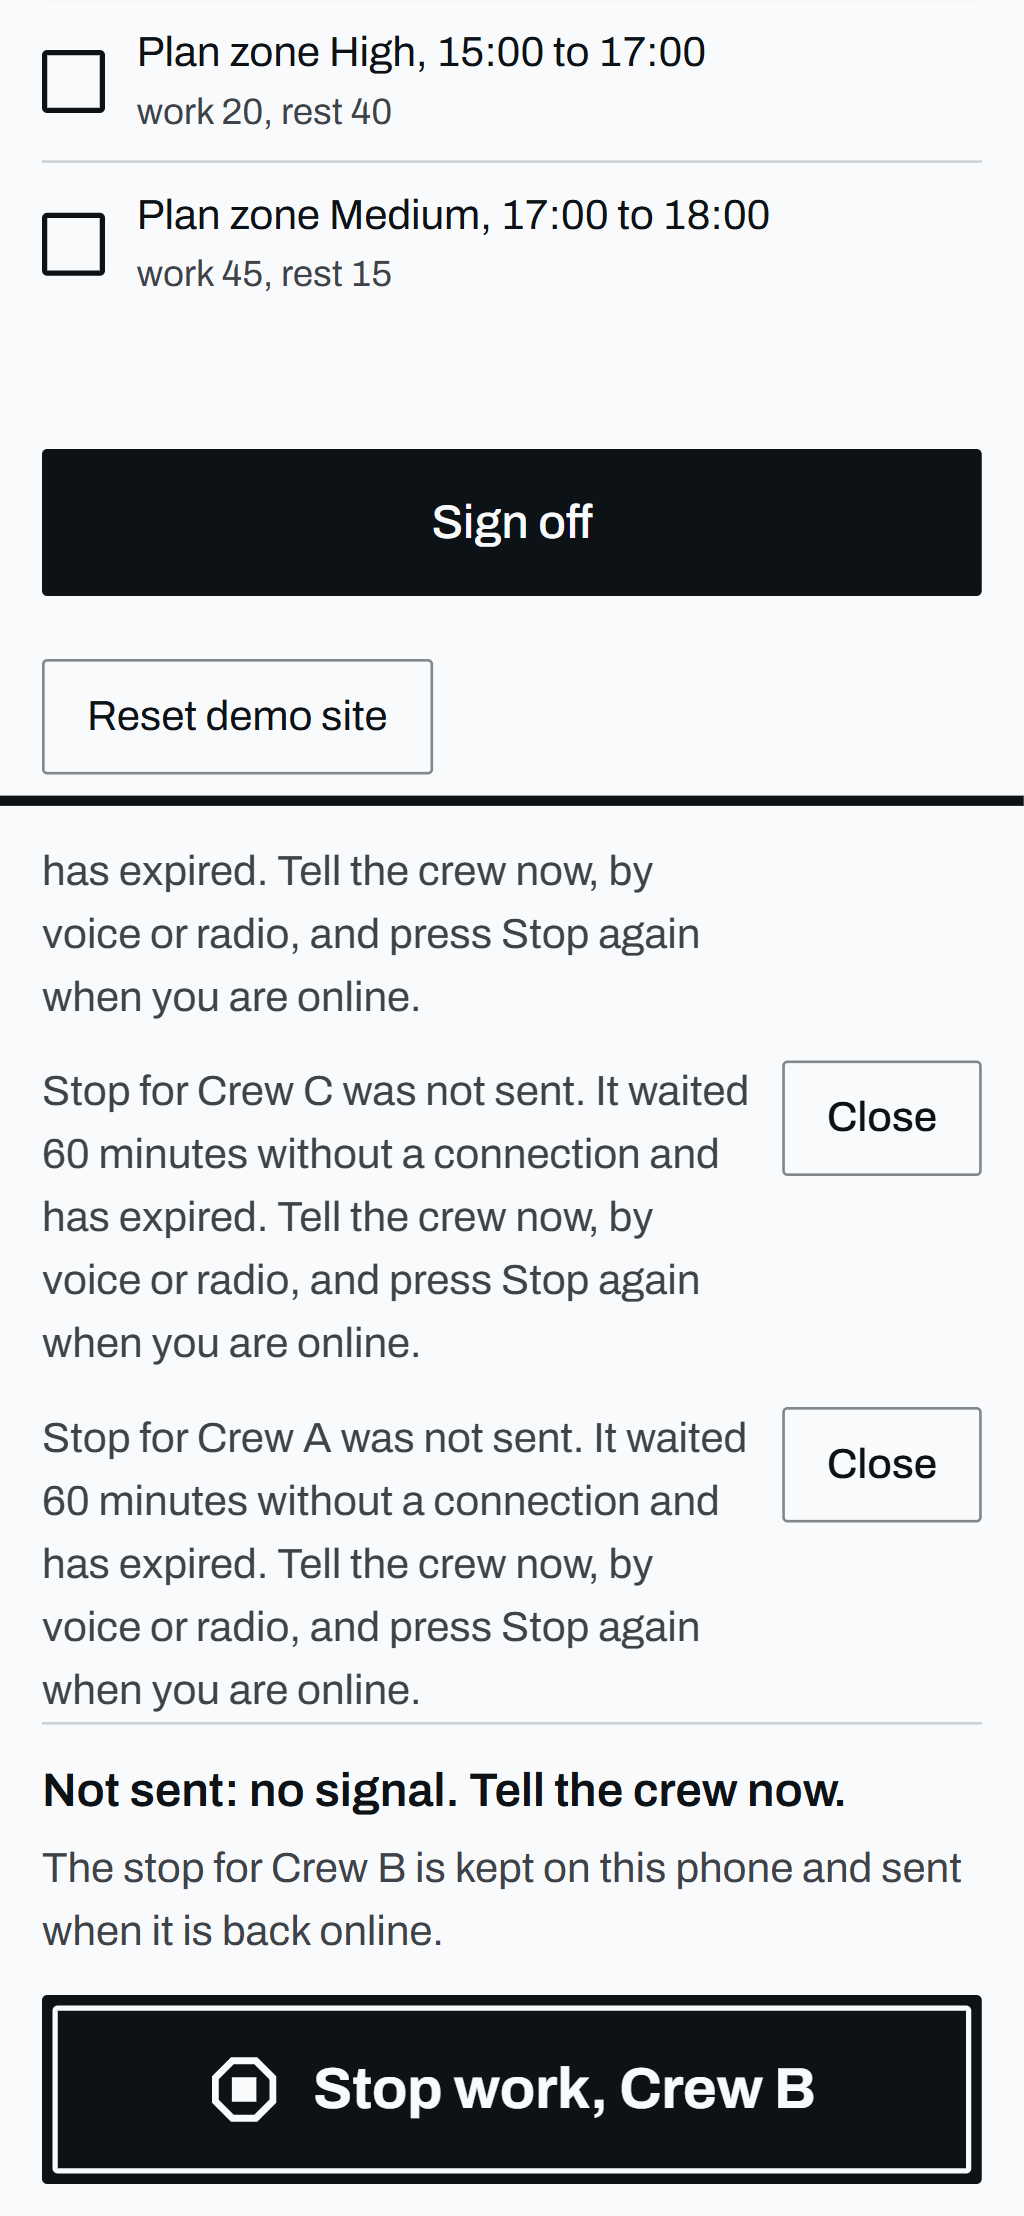 Plan zone High, 15:00 to 17:00
work 20, rest 40
Plan zone Medium, 17:00 to 18:00
work 45, rest 15
Sign off
Reset demo site
has expired. Tell the crew now, by
voice or radio, and press Stop again
when you are online.
Stop for Crew C was not sent. It waited
60 minutes without a connection and
has expired. Tell the crew now, by
voice or radio, and press Stop again
when you are online.
Close
Stop for Crew A was not sent. It waited
60 minutes without a connection and
has expired. Tell the crew now, by
voice or radio, and press Stop again
when you are online.
Close
Not sent: no signal. Tell the crew now.
The stop for Crew B is kept on this phone and sent
when it is back online.
Stop work, Crew B